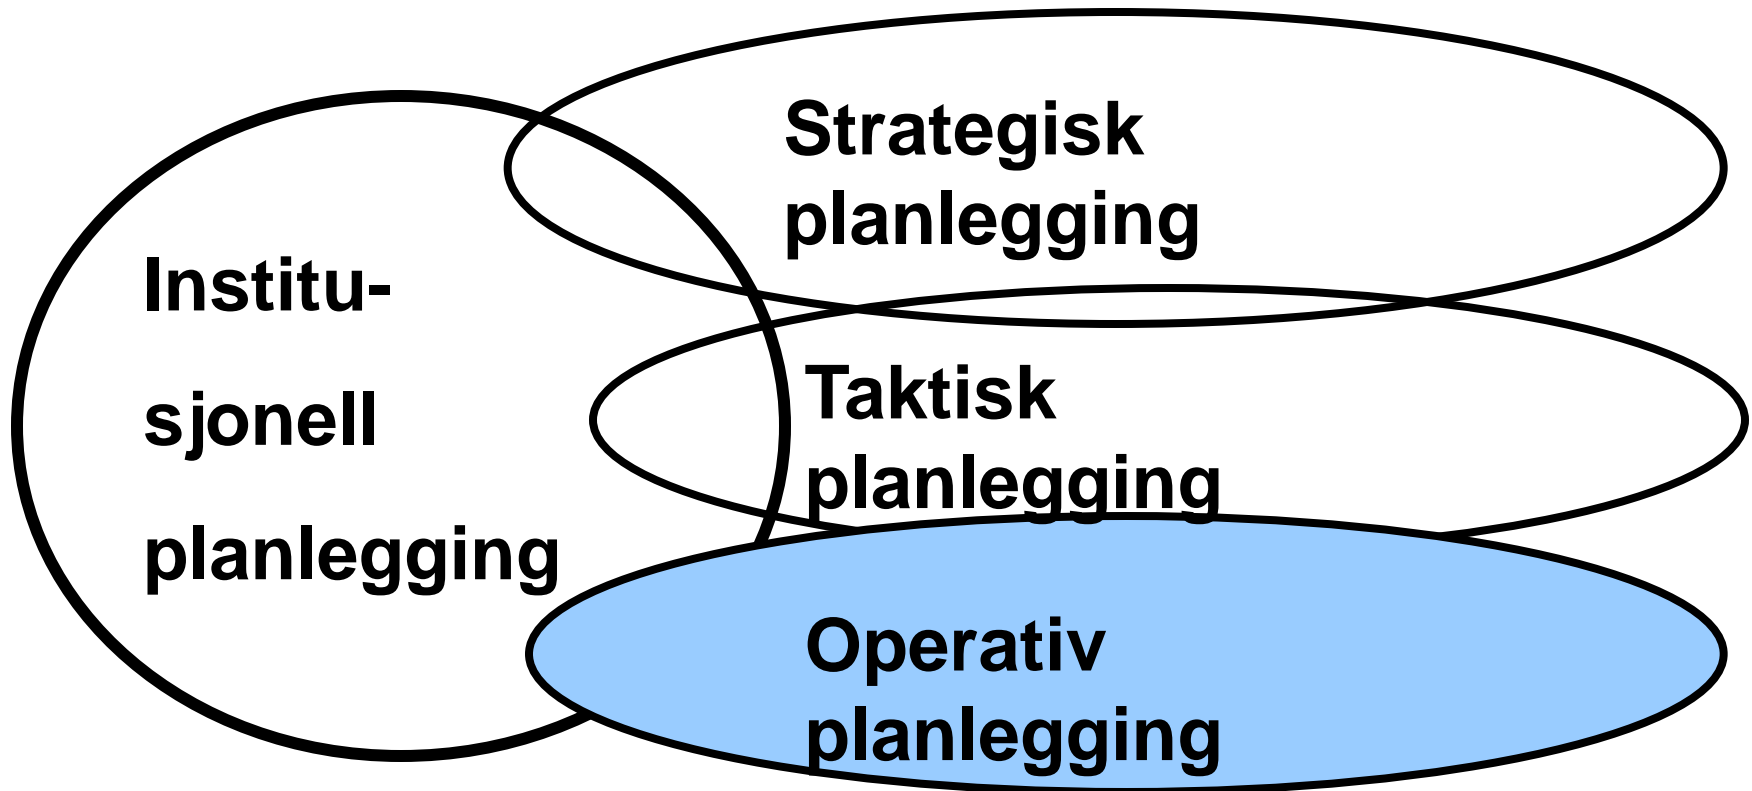 Institu-
sjonell
planlegging
Strategisk
planlegging
Taktisk
planlegging
Operativ
planlegging